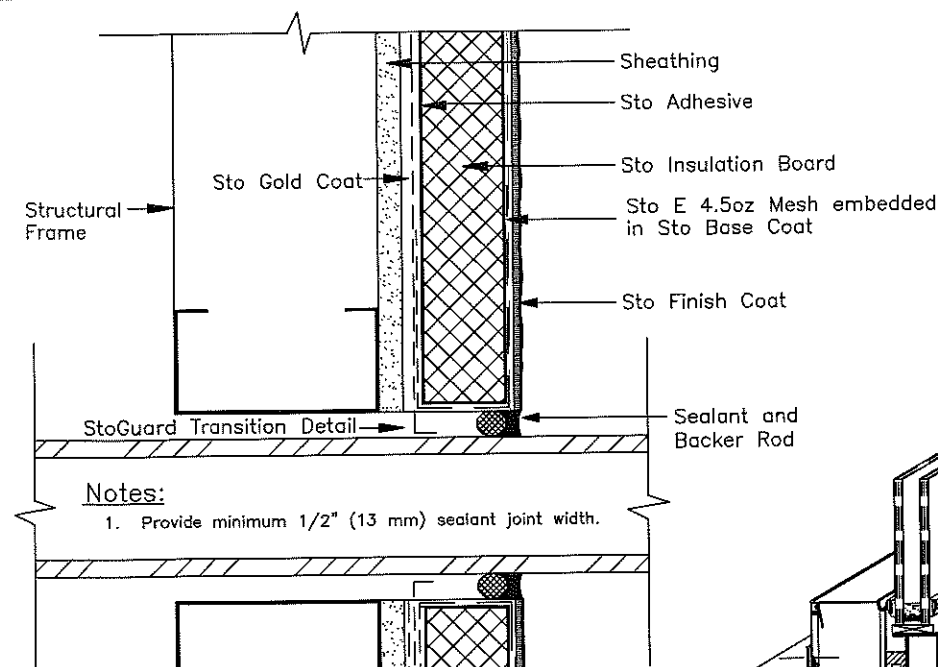 Sheathing
Sto Adhesive
Sto Insulation Board
Sto Gold Coat
Structural
Frame
Sto E 4.5oz Mesh embedded
in Sto Base Coat
Sto Finish Coat
StoGuard Transition Detail
Sealant and
Backer Rod
Notes:
1. Provide minimum 1/2" (13 mm) sealant joint width.